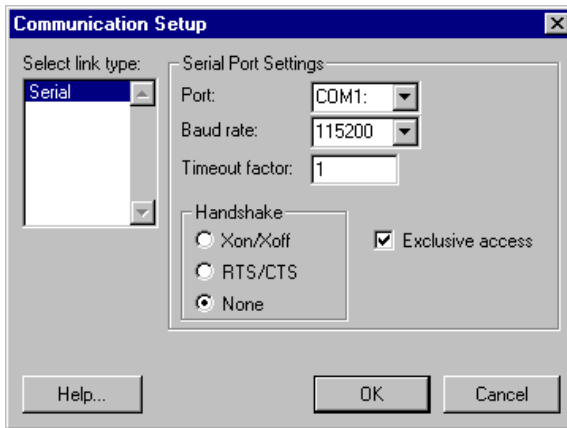 Communication Setup
Select link type:
Serial
Serial Port Settings
Port:
COM1:
Baud rate:
115200
Timeout factor:
1
Handshake
Xon/Xoff
RTS/CTS
None
Exclusive access
Help...
OK
Cancel